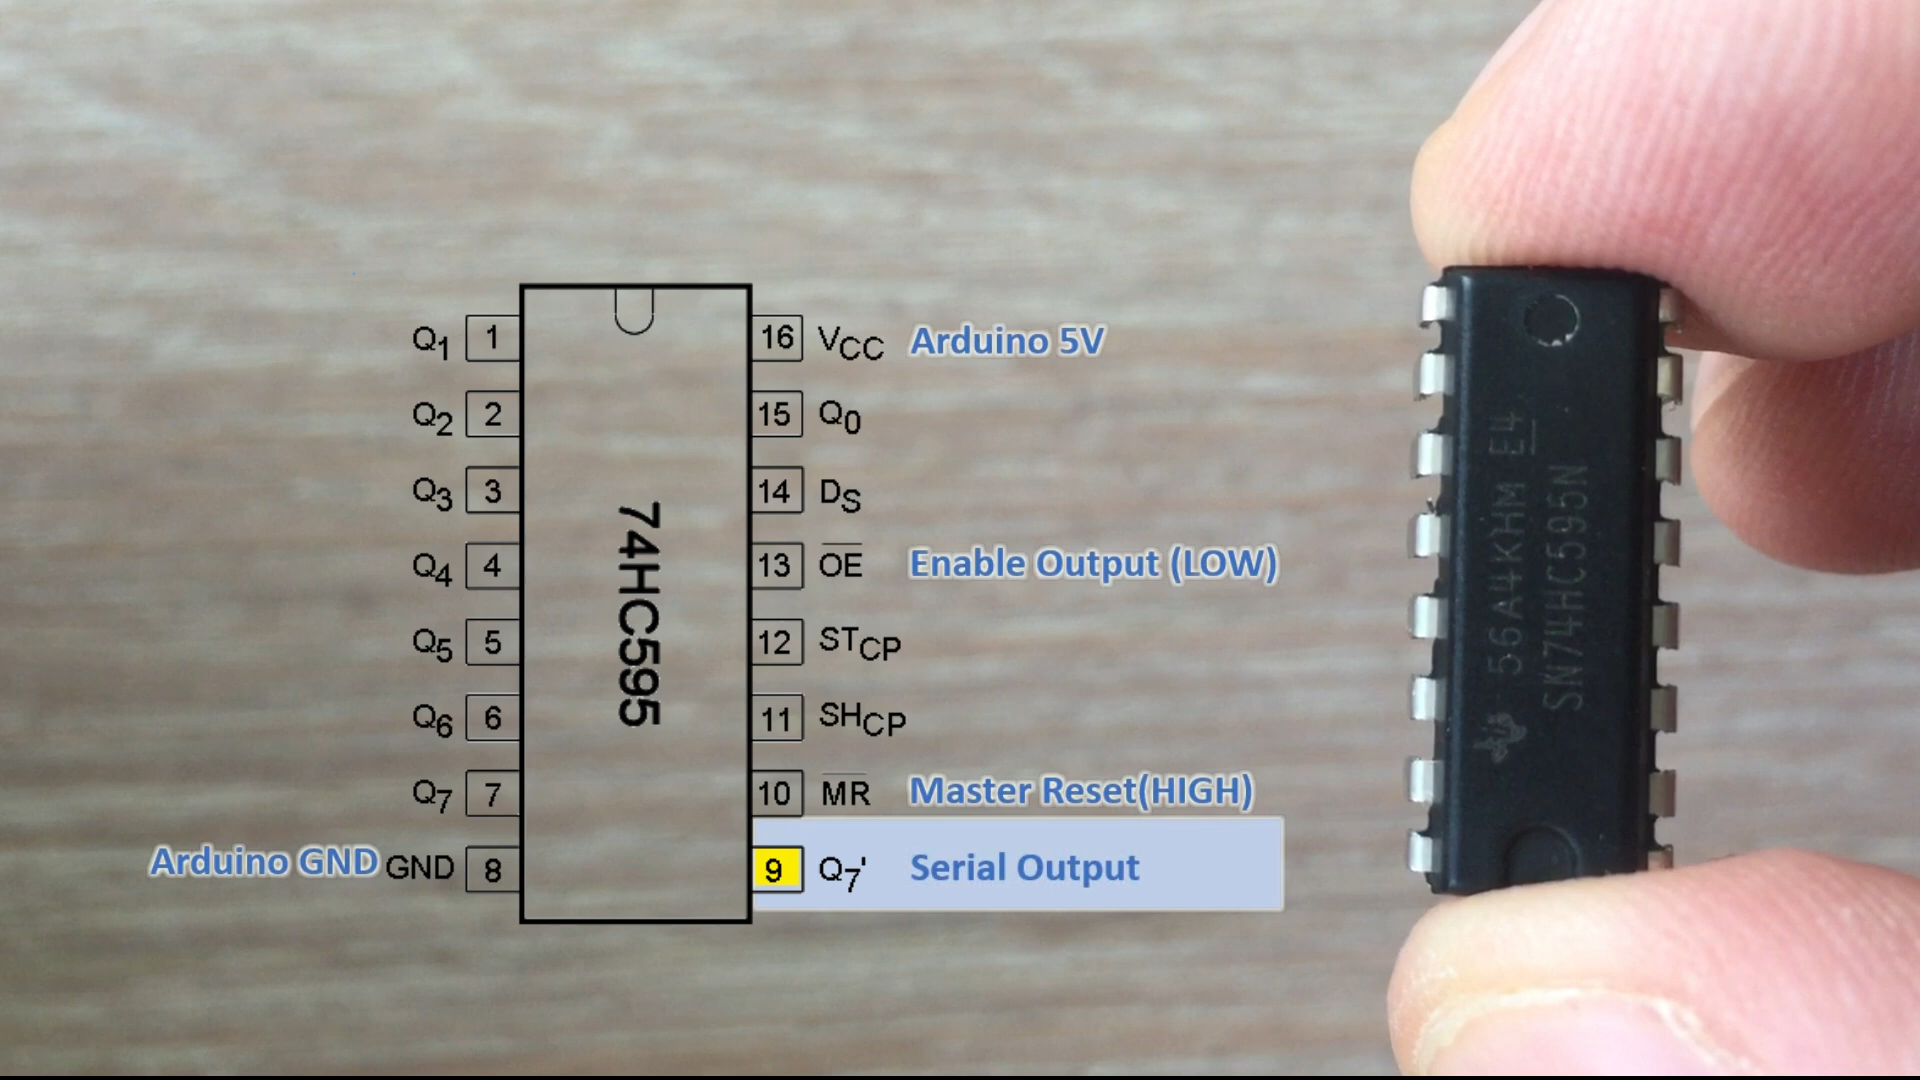 Q1 1 16 VCC Arduino 5V
Q2 2 15 Q0
Q3 3 14 DS
Q4 4 13 OE Enable Output (LOW)
Q5 5 12 STCP
Q6 6 11 SHCP
Q7 7 10 MR Master Reset(HIGH)
Arduino GND GND 8 9 Q7' Serial Output
74HC595
56A4KHM E4
SN74HC595N